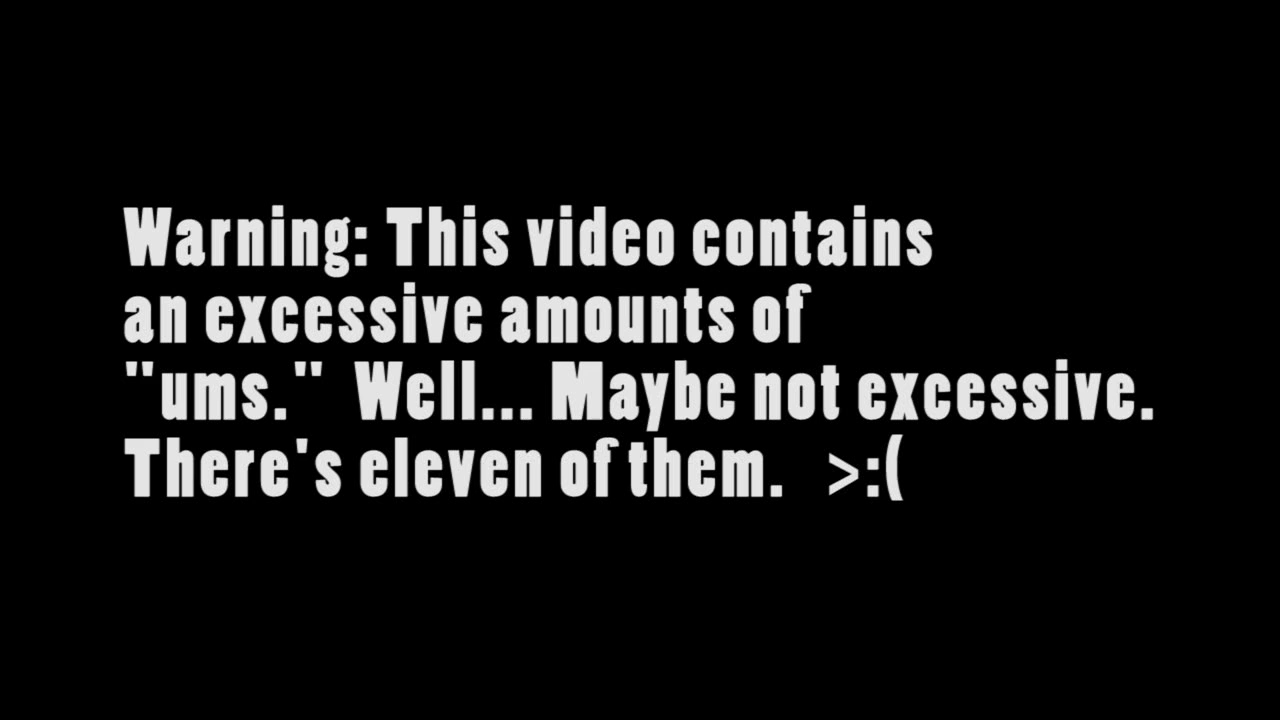 Warning: This video contains
an excessive amounts of
"ums."  Well... Maybe not excessive.
There's eleven of them.   >:(